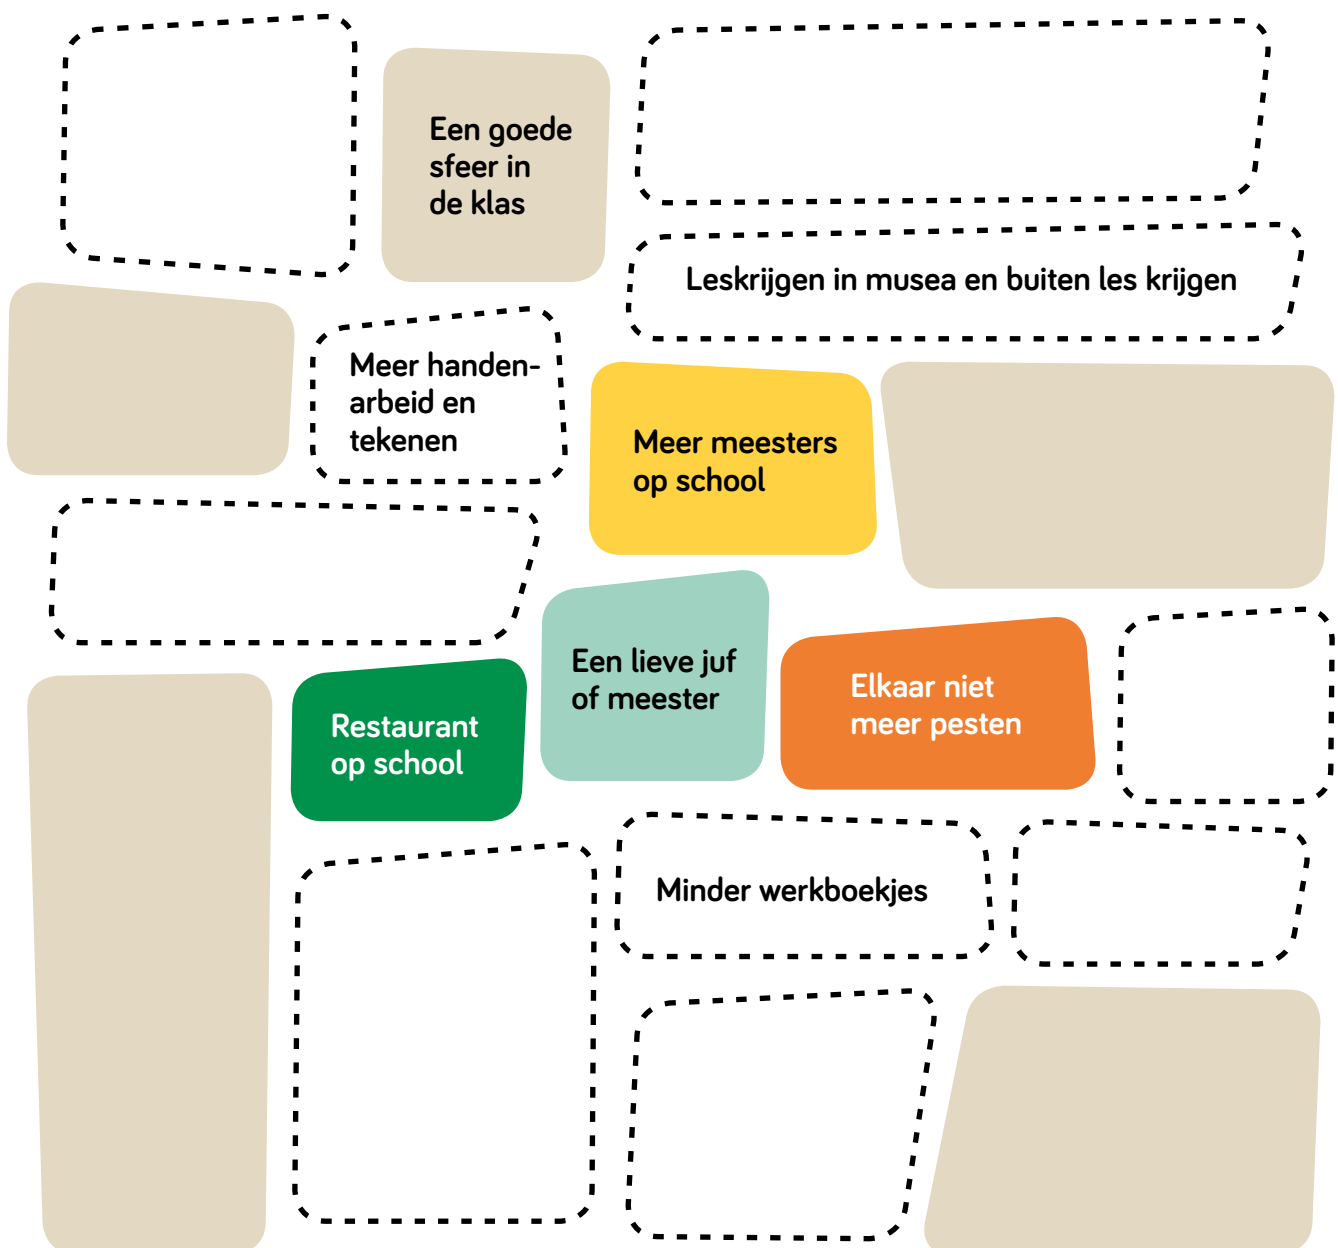 Een goede
sfeer in
de klas
Leskrijgen in musea en buiten les krijgen
Meer handen-
arbeid en
tekenen
Meer meesters
op school
Een lieve juf
of meester
Elkaar niet
meer pesten
Restaurant
op school
Minder werkboekjes